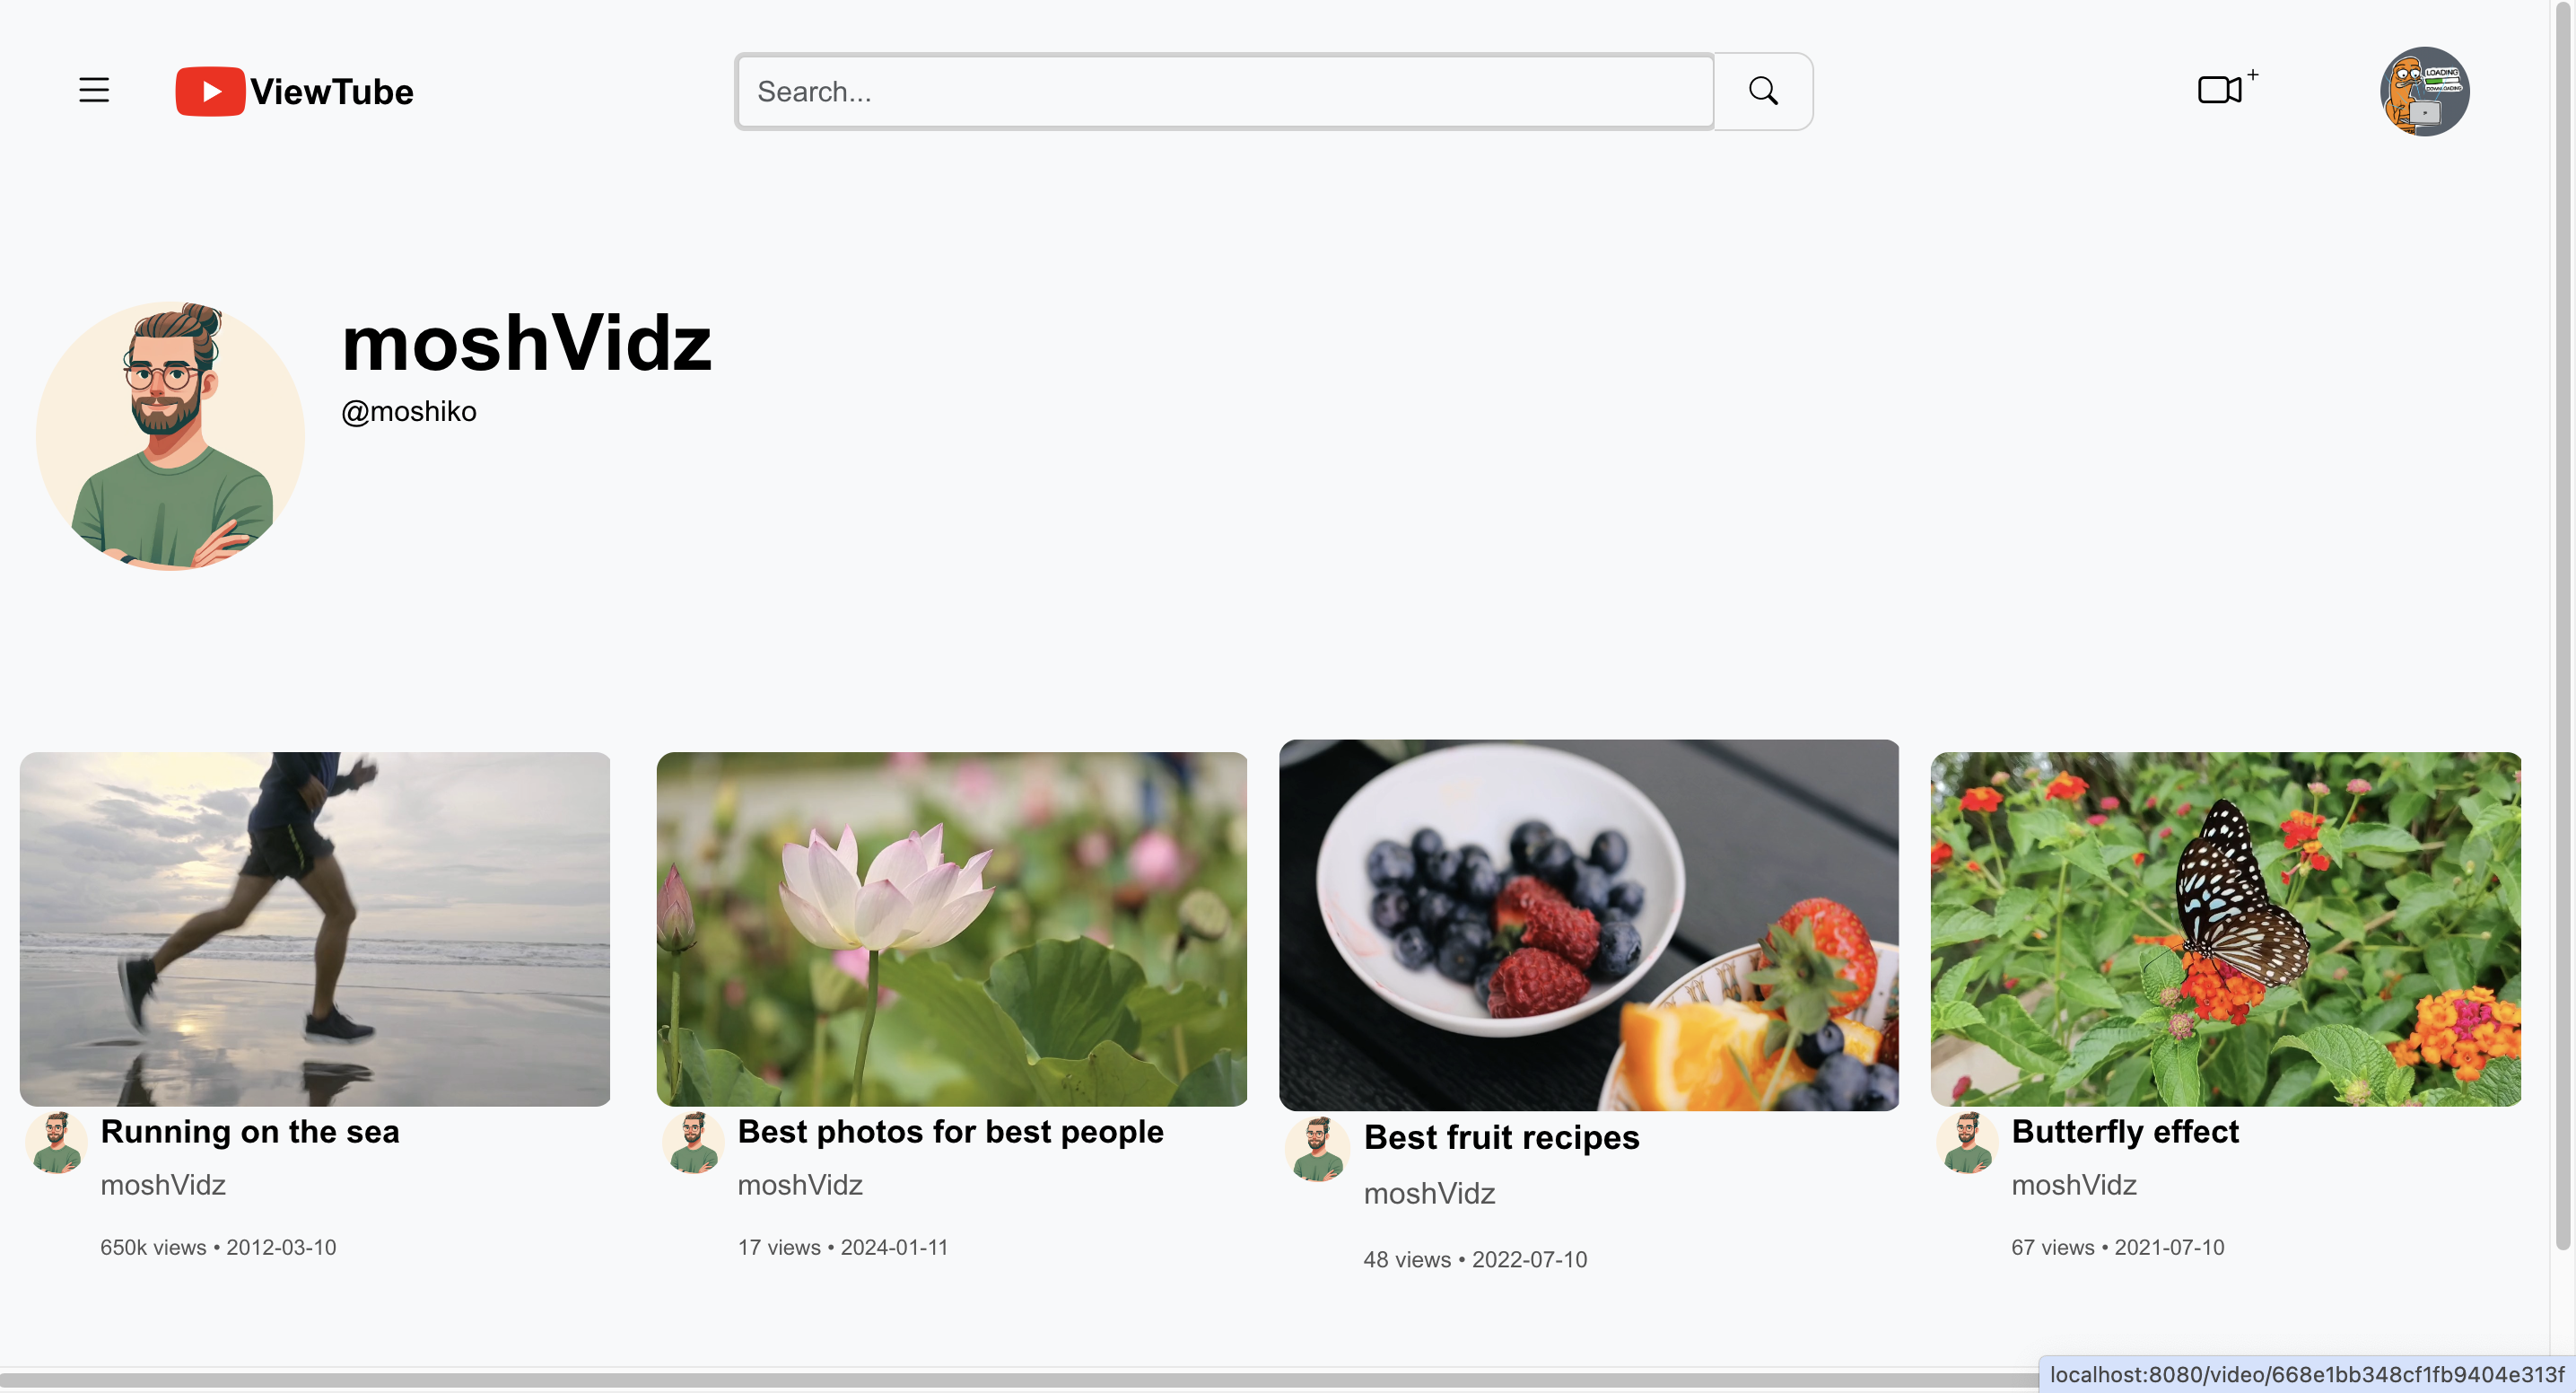 ViewTube
Search...
+
LOADING
DOWNLOADING
moshVidz
@moshiko
Running on the sea
moshVidz
650k views • 2012-03-10
Best photos for best people
moshVidz
17 views • 2024-01-11
Best fruit recipes
moshVidz
48 views • 2022-07-10
Butterfly effect
moshVidz
67 views • 2021-07-10
localhost:8080/video/668e1bb348cf1fb9404e313f